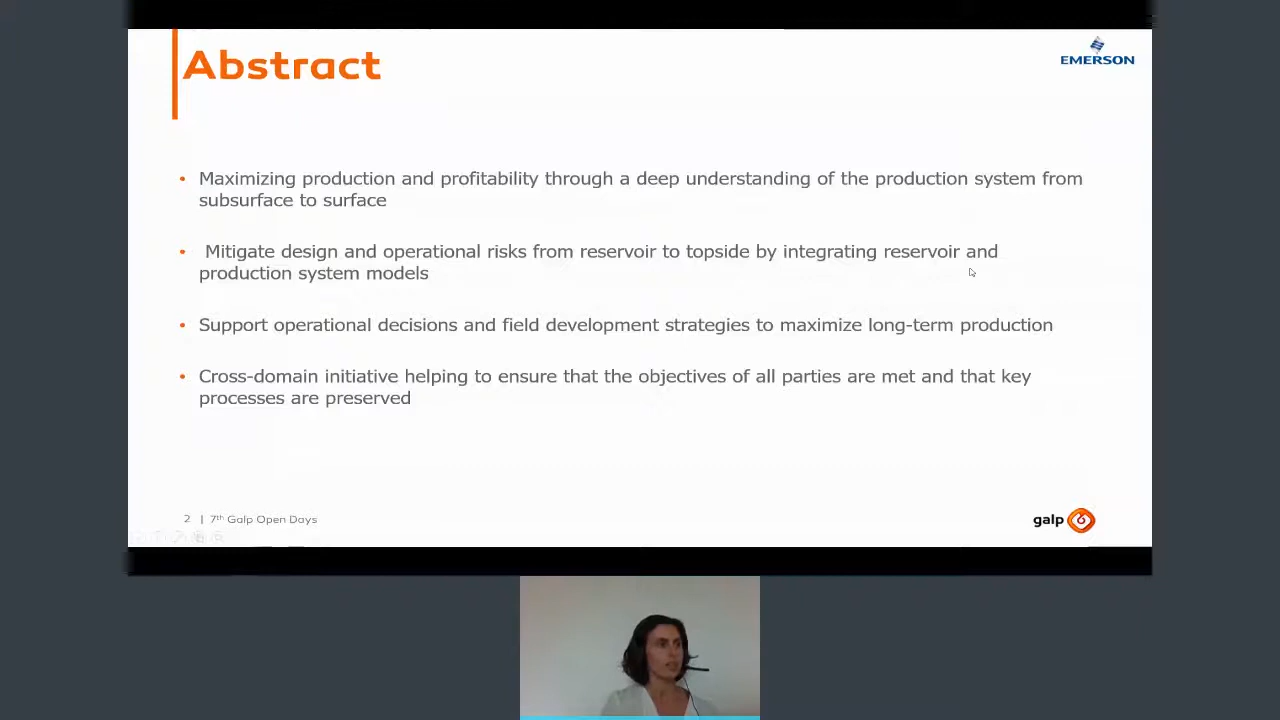 Abstract
EMERSON
• Maximizing production and profitability through a deep understanding of the production system from
subsurface to surface
• Mitigate design and operational risks from reservoir to topside by integrating reservoir and
production system models
• Support operational decisions and field development strategies to maximize long-term production
• Cross-domain initiative helping to ensure that the objectives of all parties are met and that key
processes are preserved
2 | 7th Galp Open Days
galp